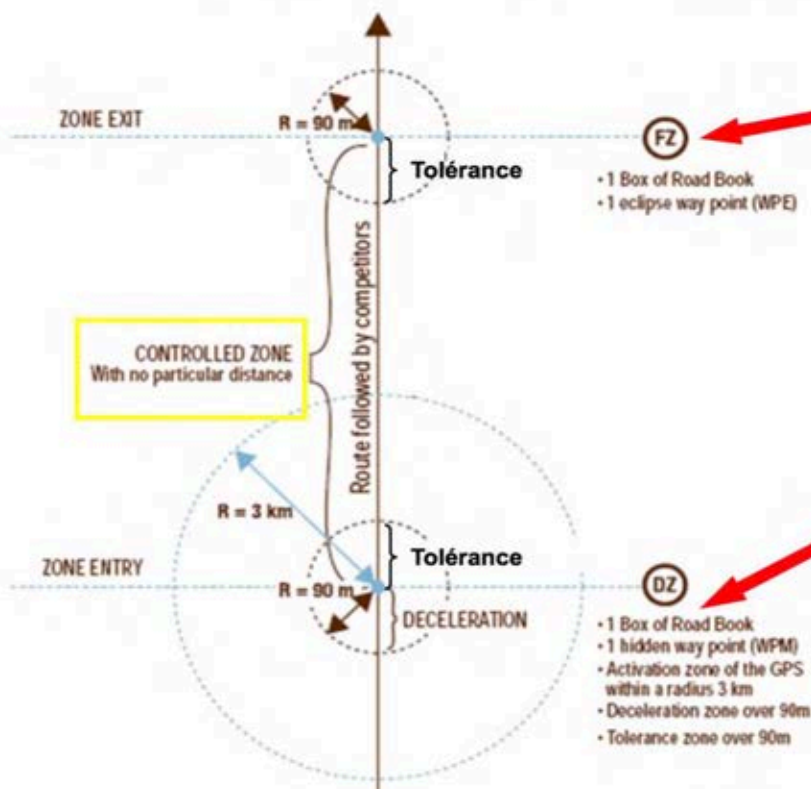 ZONE EXIT
R = 90 m
FZ
Tolérance
• 1 Box of Road Book
• 1 eclipse way point (WPE)
Route followed by competitors
CONTROLLED ZONE
With no particular distance
R = 3 km
ZONE ENTRY
Tolérance
R = 90 m
DZ
DECELERATION
• 1 Box of Road Book
• 1 hidden way point (WPM)
• Activation zone of the GPS
within a radius 3 km
• Deceleration zone over 90m
• Tolerance zone over 90m